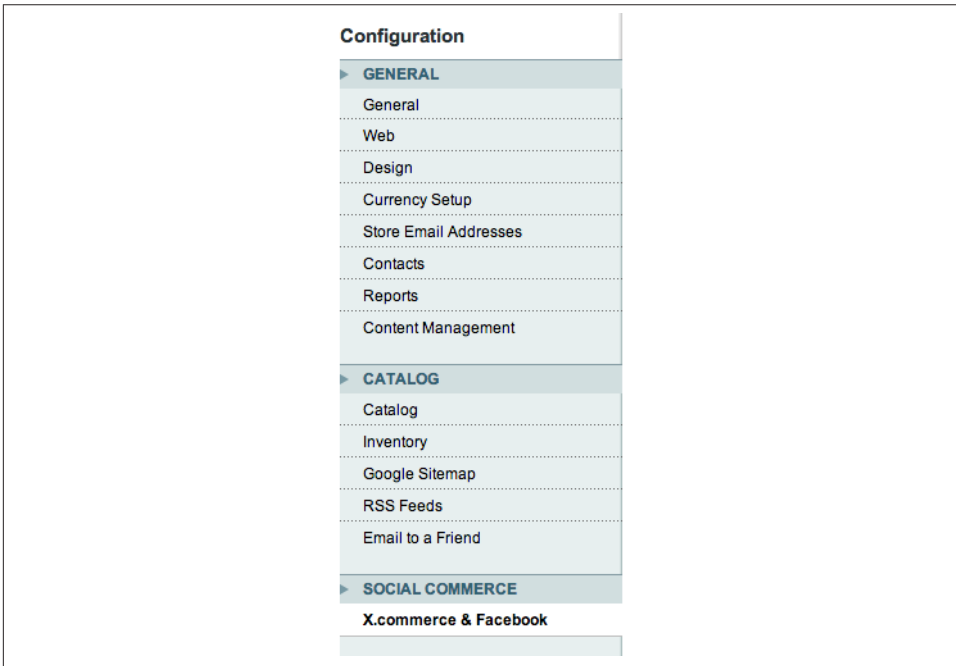 Configuration
GENERAL
General
Web
Design
Currency Setup
Store Email Addresses
Contacts
Reports
Content Management
CATALOG
Catalog
Inventory
Google Sitemap
RSS Feeds
Email to a Friend
SOCIAL COMMERCE
X.commerce & Facebook